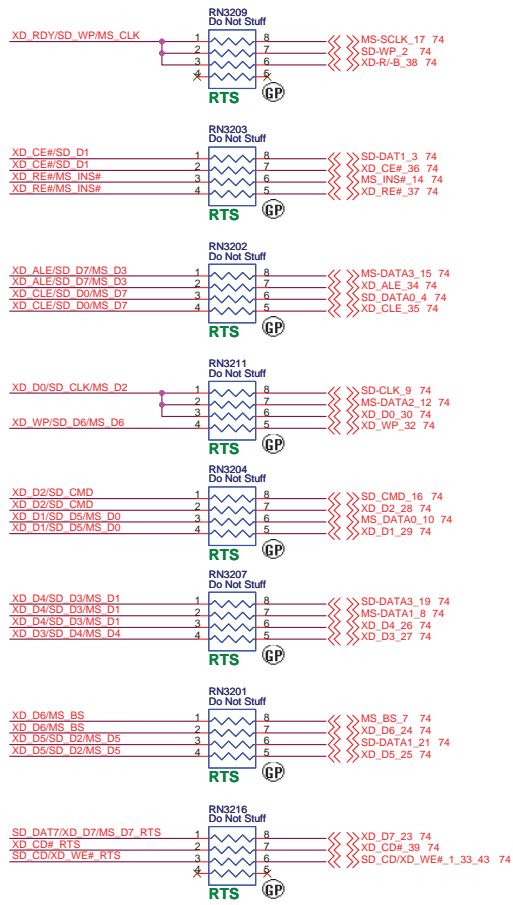 RN3209
Do Not Stuff
XD_RDY/SD_WP/MS_CLK 1 8 MS-SCLK_17 74
2 7 SD-WP_2 74
3 6 XD-R/-B_38 74
4 5
RTS GP
RN3203
Do Not Stuff
XD_CE#/SD_D1 1 8 SD-DAT1_3 74
XD_CE#/SD_D1 2 7 XD_CE#_36 74
XD_RE#/MS_INS# 3 6 MS_INS#_14 74
XD_RE#/MS_INS# 4 5 XD_RE#_37 74
RTS GP
RN3202
Do Not Stuff
XD_ALE/SD_D7/MS_D3 1 8 MS-DATA3_15 74
XD_ALE/SD_D7/MS_D3 2 7 XD_ALE_34 74
XD_CLE/SD_D0/MS_D7 3 6 SD_DATA0_4 74
XD_CLE/SD_D0/MS_D7 4 5 XD_CLE_35 74
RTS GP
RN3211
Do Not Stuff
XD_D0/SD_CLK/MS_D2 1 8 SD-CLK_9 74
2 7 MS-DATA2_12 74
3 6 XD_D0_30 74
XD_WP/SD_D6/MS_D6 4 5 XD_WP_32 74
RTS GP
RN3204
Do Not Stuff
XD_D2/SD_CMD 1 8 SD_CMD_16 74
XD_D2/SD_CMD 2 7 XD_D2_28 74
XD_D1/SD_D5/MS_D0 3 6 MS_DATA0_10 74
XD_D1/SD_D5/MS_D0 4 5 XD_D1_29 74
RTS GP
RN3207
Do Not Stuff
XD_D4/SD_D3/MS_D1 1 8 SD-DATA3_19 74
XD_D4/SD_D3/MS_D1 2 7 MS-DATA1_8 74
XD_D4/SD_D3/MS_D1 3 6 XD_D4_26 74
XD_D3/SD_D4/MS_D4 4 5 XD_D3_27 74
RTS GP
RN3201
Do Not Stuff
XD_D6/MS_BS 1 8 MS_BS_7 74
XD_D6/MS_BS 2 7 XD_D6_24 74
XD_D5/SD_D2/MS_D5 3 6 SD-DATA1_21 74
XD_D5/SD_D2/MS_D5 4 5 XD_D5_25 74
RTS GP
RN3216
Do Not Stuff
SD_DAT7/XD_D7/MS_D7_RTS 1 8 XD_D7_23 74
XD_CD#_RTS 2 7 XD_CD#_39 74
SD_CD/XD_WE#_RTS 3 6 SD_CD/XD_WE#_1_33_43 74
4 5
RTS GP